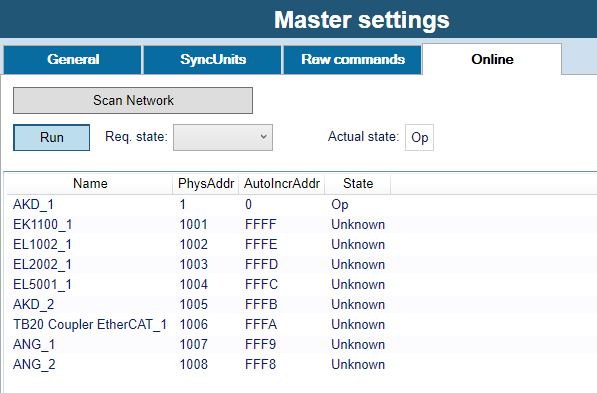 Master settings
General SyncUnits Raw commands Online
Scan Network
Run Req. state: Actual state: Op
Name PhysAddr AutoIncrAddr State
AKD_1 1 0 Op
EK1100_1 1001 FFFF Unknown
EL1002_1 1002 FFFE Unknown
EL2002_1 1003 FFFD Unknown
EL5001_1 1004 FFFC Unknown
AKD_2 1005 FFFB Unknown
TB20 Coupler EtherCAT_1 1006 FFFA Unknown
ANG_1 1007 FFF9 Unknown
ANG_2 1008 FFF8 Unknown